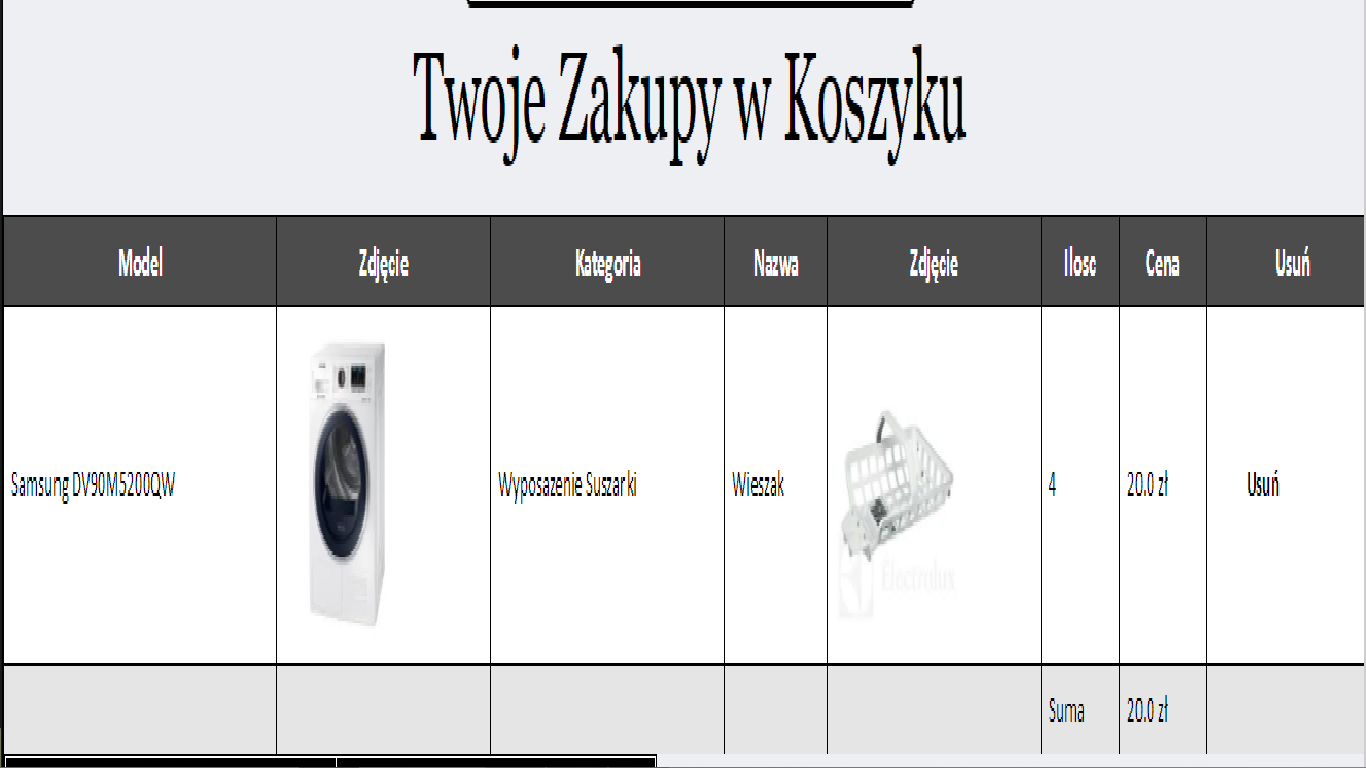 Twoje Zakupy w Koszyku
Model Zdjęcie Kategoria Nazwa Zdjęcie Ilosc Cena Usuń
Samsung DV90M5200QW Wyposazenie Suszarki Wieszak 4 20.0 zł Usuń
Electrolux
Suma 20.0 zł